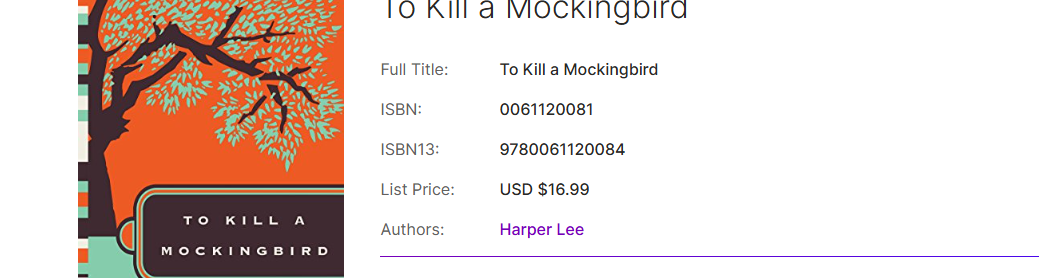 To Kill a Mockingbird
Full Title: To Kill a Mockingbird
ISBN: 0061120081
ISBN13: 9780061120084
List Price: USD $16.99
Authors: Harper Lee
TO KILL A
MOCKINGBIRD